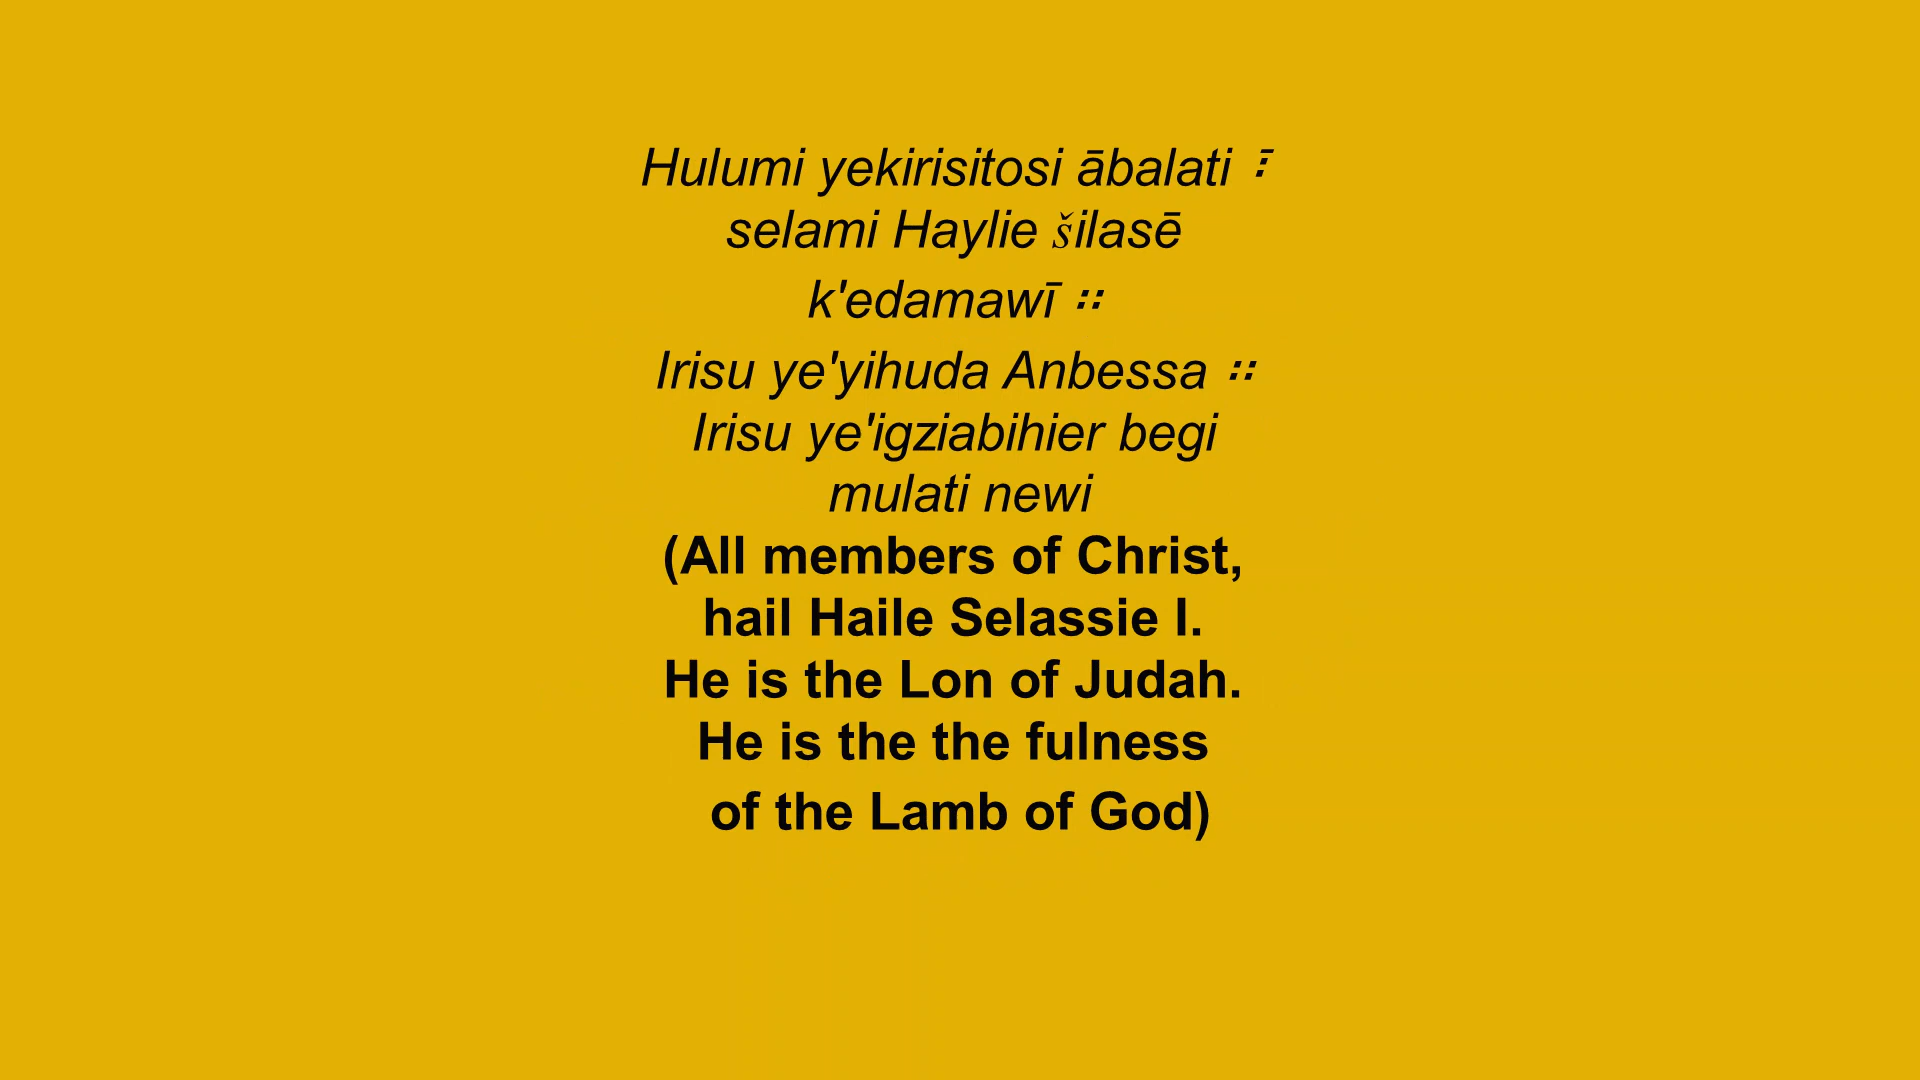 Hulumi yekirisitosi ābalati ፣
selami Haylie šilasē
k'edamawī ።
Irisu ye'yihuda Anbessa ።
Irisu ye'igziabihier begi
mulati newi
(All members of Christ,
hail Haile Selassie I.
He is the Lon of Judah.
He is the the fulness
of the Lamb of God)